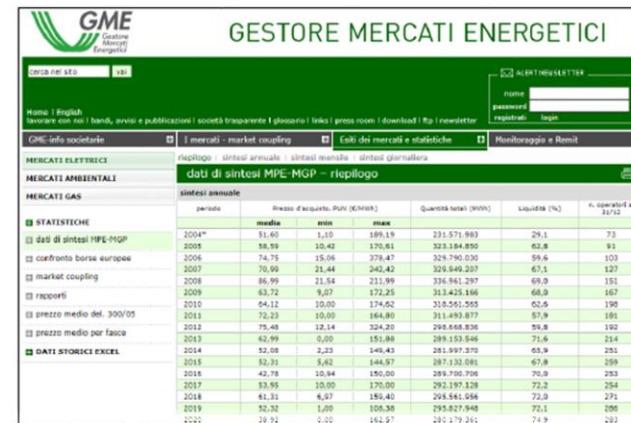 GME
Gestore
Mercati
Energetici
GESTORE MERCATI ENERGETICI
cerca nel sito vai
ALERT NEWSLETTER
nome
password
registrati login
Home | English
lavorare con noi | bandi, avvisi e pubblicazioni | società trasparente | glossario | links | press room | download | ftp | newsletter
GME-info societarie I mercati - market coupling Esiti dei mercati e statistiche Monitoraggio e Remit
MERCATI ELETTRICI
MERCATI AMBIENTALI
MERCATI GAS
STATISTICHE
dati di sintesi MPE-MGP
confronto borse europee
market coupling
rapporti
prezzo medio del. 300/05
prezzo medio per fasce
DATI STORICI EXCEL
riepilogo | sintesi annuale | sintesi mensile | sintesi giornaliera
dati di sintesi MPE-MGP – riepilogo
sintesi annuale
periodo Prezzo d'acquisto. PUN (€/MWh) Quantità totali (MWh) Liquidità (%) n. operatori a 31/12
media min max
2004** 51,60 1,10 189,19 231.571.983 29,1 73
2005 58,59 10,42 170,61 323.184.850 62,8 91
2006 74,75 15,06 378,47 329.790.030 59,6 103
2007 70,99 21,44 242,42 329.949.207 67,1 127
2008 86,99 21,54 211,99 336.961.297 69,0 151
2009 63,72 9,07 172,25 313.425.166 68,0 167
2010 64,12 10,00 174,62 318.561.565 62,6 198
2011 72,23 10,00 164,80 311.493.877 57,9 181
2012 75,48 12,14 324,20 298.668.836 59,8 192
2013 62,99 0,00 151,88 289.153.546 71,6 214
2014 52,08 2,23 149,43 281.997.370 65,9 251
2015 52,31 5,62 144,57 287.132.081 67,8 259
2016 42,78 10,94 150,00 289.700.706 70,0 253
2017 53,95 10,00 170,00 292.197.128 72,2 254
2018 61,31 6,97 159,40 295.561.956 72,0 271
2019 52,32 1,00 108,38 295.827.948 72,1 286
2020 38,92 0,00 162,57 280.179.361 74,9 283